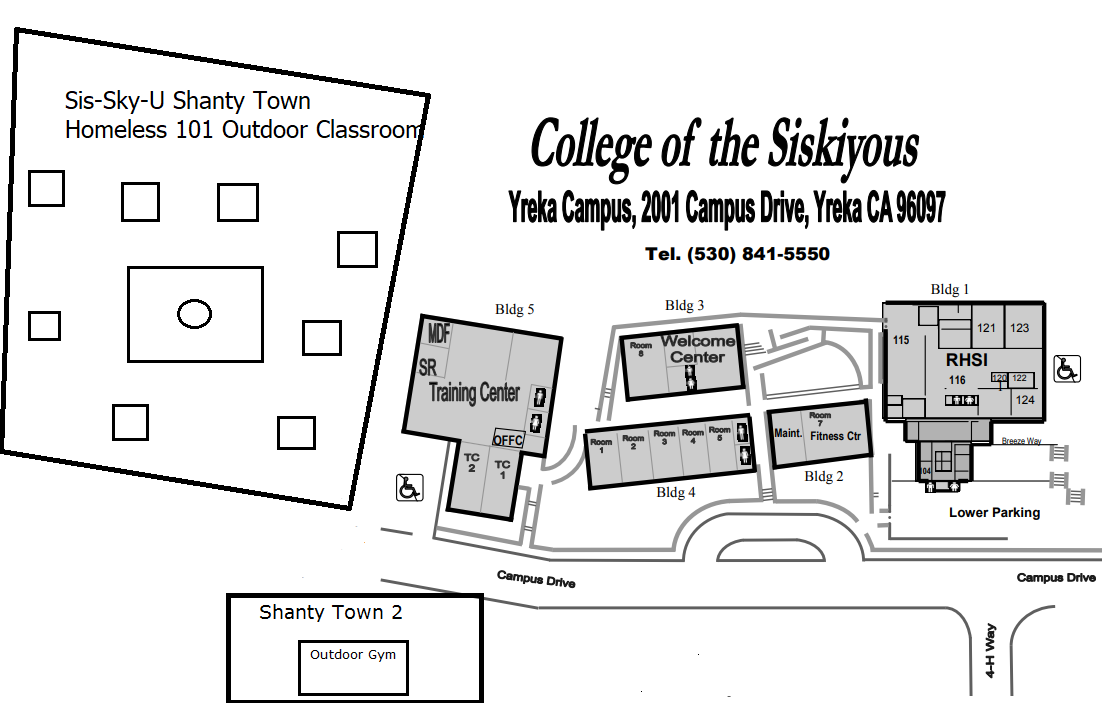 Sis-Sky-U Shanty Town
Homeless 101 Outdoor Classroom
College of the Siskiyous
Yreka Campus, 2001 Campus Drive, Yreka CA 96097
Tel. (530) 841-5550
Bldg 5
MDF
SR
Training Center
OFFC
TC
2
TC
1
Bldg 3
Room
8
Welcome
Center
Room
1
Room
2
Room
3
Room
4
Room
5
Bldg 4
Maint.
Room
7
Fitness Ctr
Bldg 2
Bldg 1
115
121
123
RHSI
116
120
122
1
124
Breeze Way
104
Lower Parking
Campus Drive
Campus Drive
4-H Way
Shanty Town 2
Outdoor Gym